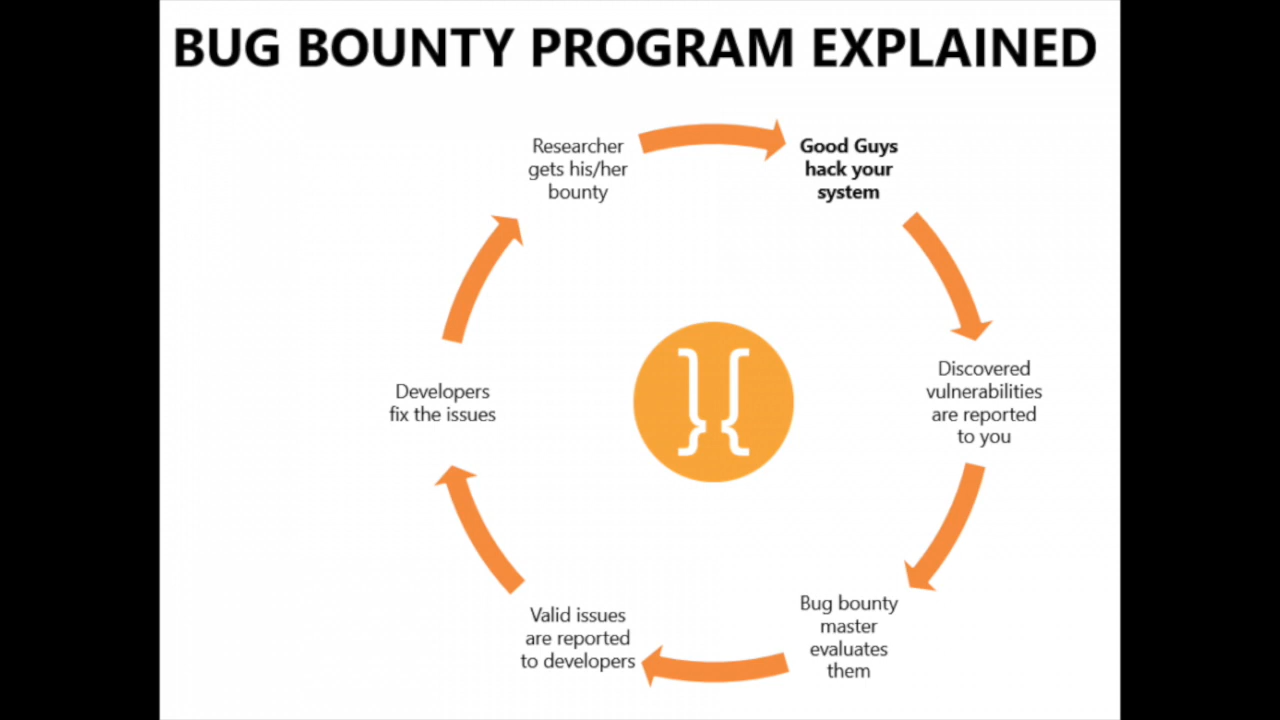 BUG BOUNTY PROGRAM EXPLAINED
Good Guys
hack your
system
Discovered
vulnerabilities
are reported
to you
Bug bounty
master
evaluates
them
Valid issues
are reported
to developers
Developers
fix the issues
Researcher
gets his/her
bounty